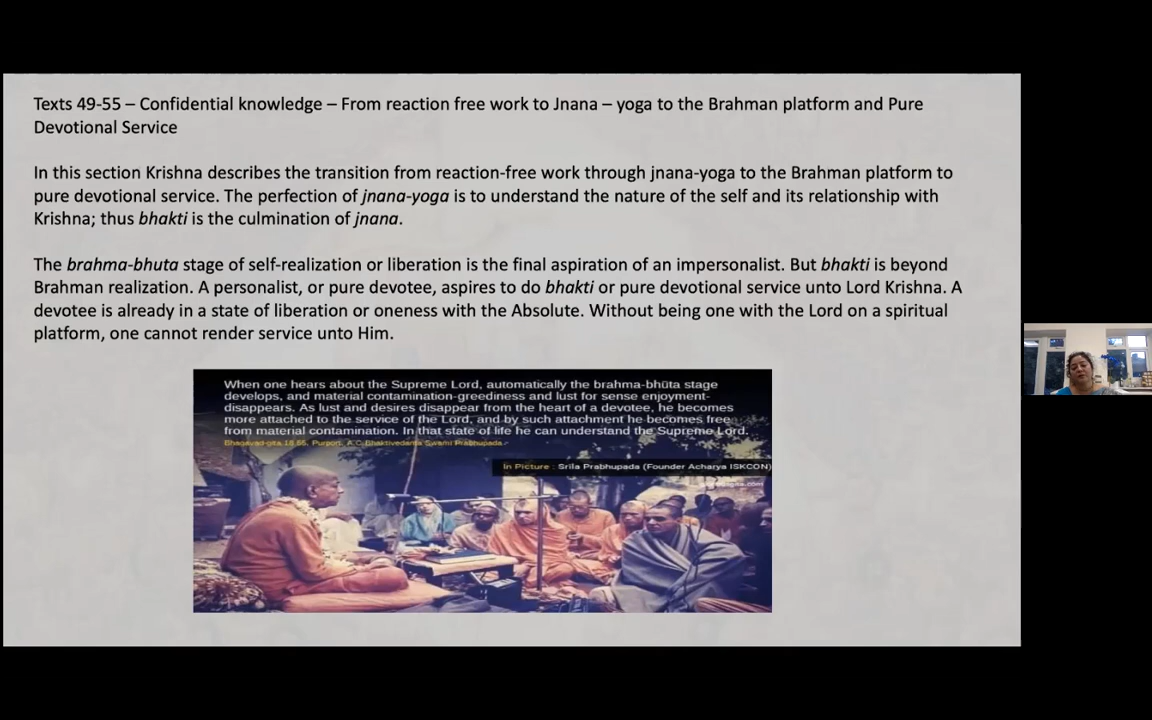 Texts 49-55 – Confidential knowledge – From reaction free work to Jnana – yoga to the Brahman platform and Pure
Devotional Service
In this section Krishna describes the transition from reaction-free work through jnana-yoga to the Brahman platform to
pure devotional service. The perfection of jnana-yoga is to understand the nature of the self and its relationship with
Krishna; thus bhakti is the culmination of jnana.
The brahma-bhuta stage of self-realization or liberation is the final aspiration of an impersonalist. But bhakti is beyond
Brahman realization. A personalist, or pure devotee, aspires to do bhakti or pure devotional service unto Lord Krishna. A
devotee is already in a state of liberation or oneness with the Absolute. Without being one with the Lord on a spiritual
platform, one cannot render service unto Him.
When one hears about the Supreme Lord, automatically the brahma-bhūta stage
develops, and material contamination-greediness and lust for sense enjoyment-
disappears. As lust and desires disappear from the heart of a devotee, he becomes
more attached to the service of the Lord, and by such attachment he becomes free
from material contamination. In that state of life he can understand the Supreme Lord.
Bhagavad-gita 18.55, Purport, A.C.Bhaktivedanta Swami Prabhupada
In Picture : Srila Prabhupada (Founder Acharya ISKCON)